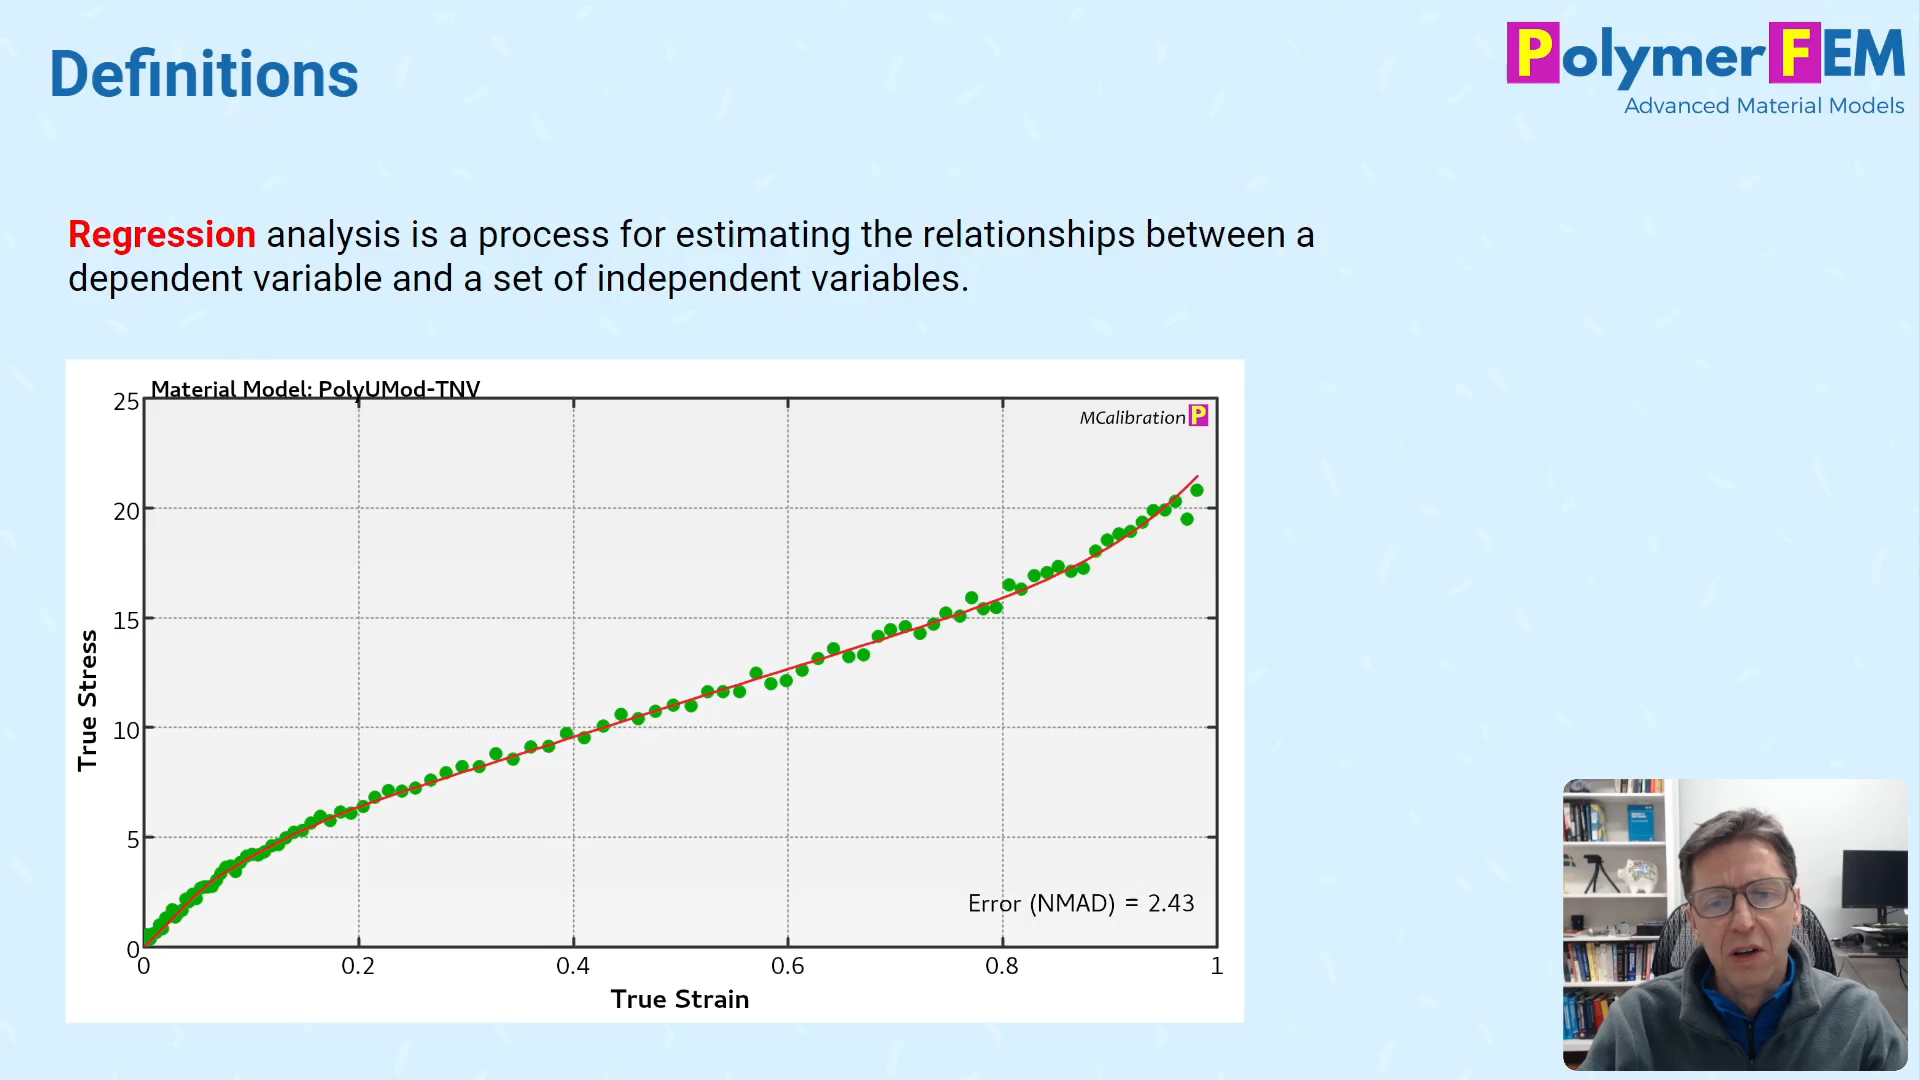 Definitions
PolymerFEM
Advanced Material Models
Regression analysis is a process for estimating the relationships between a
dependent variable and a set of independent variables.
Material Model: PolyUMod-TNV
MCalibration P
25
20
15
10
5
0
True Stress
Error (NMAD) = 2.43
0 0.2 0.4 0.6 0.8 1
True Strain